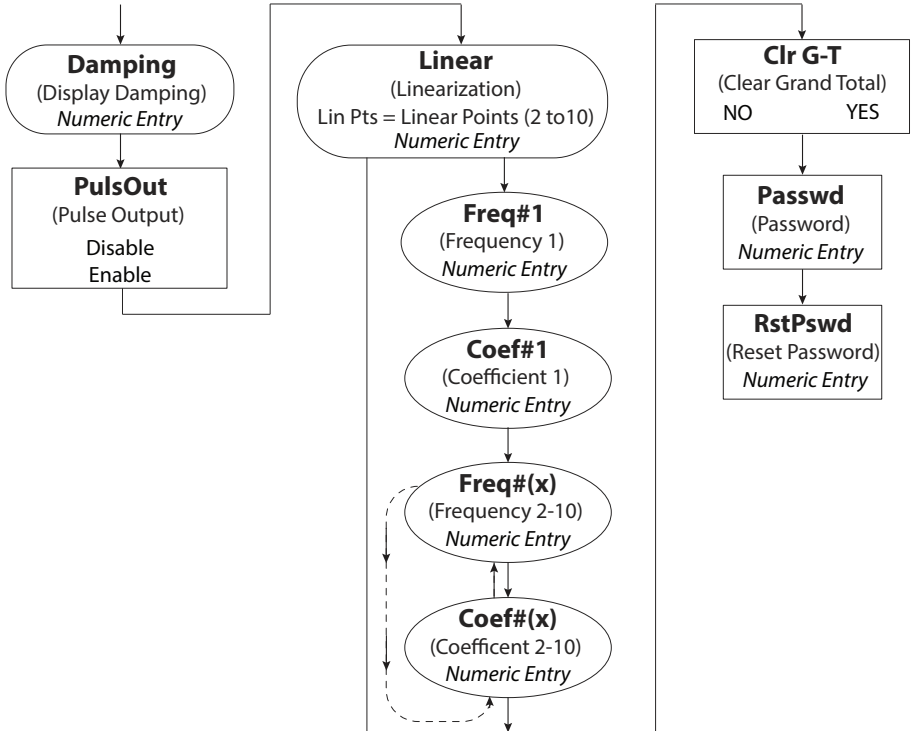 Damping
(Display Damping)
Numeric Entry
PulsOut
(Pulse Output)
Disable
Enable
Linear
(Linearization)
Lin Pts = Linear Points (2 to10)
Numeric Entry
Freq#1
(Frequency 1)
Numeric Entry
Coef#1
(Coefficient 1)
Numeric Entry
Freq#(x)
(Frequency 2-10)
Numeric Entry
Coef#(x)
(Coefficent 2-10)
Numeric Entry
Clr G-T
(Clear Grand Total)
NO YES
Passwd
(Password)
Numeric Entry
RstPswd
(Reset Password)
Numeric Entry